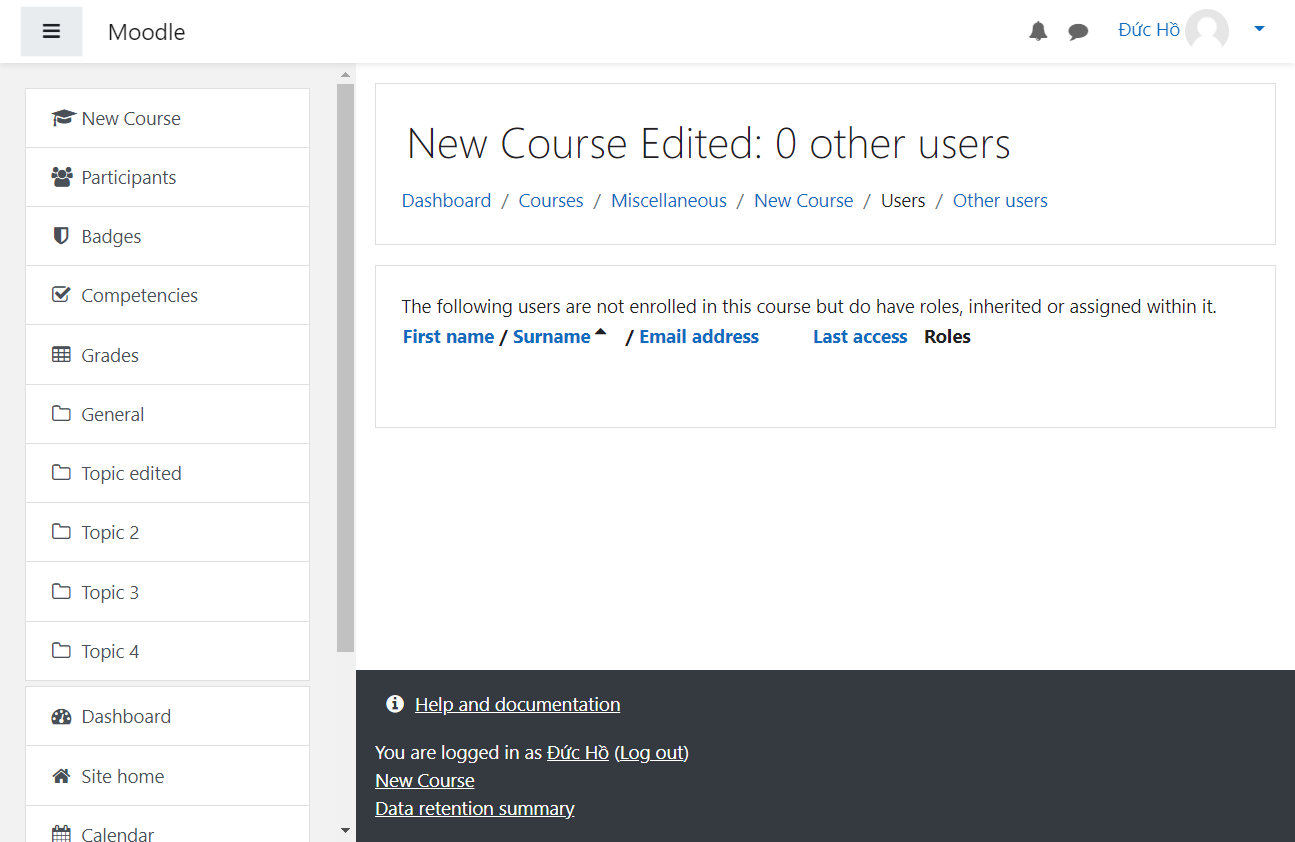 Moodle
Đức Hồ
New Course
Participants
Badges
Competencies
Grades
General
Topic edited
Topic 2
Topic 3
Topic 4
Dashboard
Site home
Calendar
New Course Edited: 0 other users
Dashboard / Courses / Miscellaneous / New Course / Users / Other users
The following users are not enrolled in this course but do have roles, inherited or assigned within it.
First name / Surname / Email address Last access Roles
Help and documentation
You are logged in as Đức Hồ (Log out)
New Course
Data retention summary